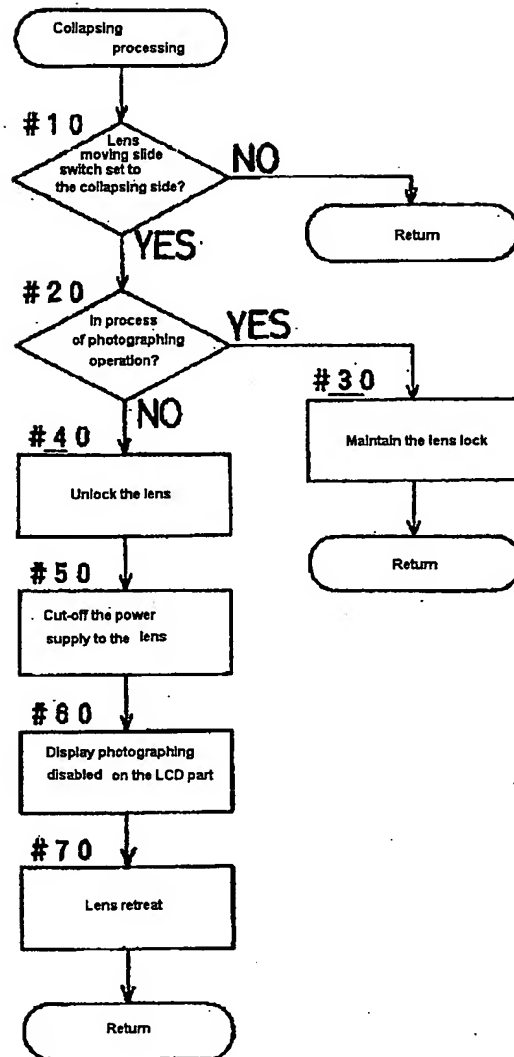 Collapsing
processing
#10
Lens
moving slide
switch set to
the collapsing side?
NO
Return
YES
#20
In process
of photographing
operation?
YES
#30
Maintain the lens lock
Return
NO
#40
Unlock the lens
#50
Cut-off the power
supply to the lens
#60
Display photographing
disabled on the LCD part
#70
Lens retreat
Return